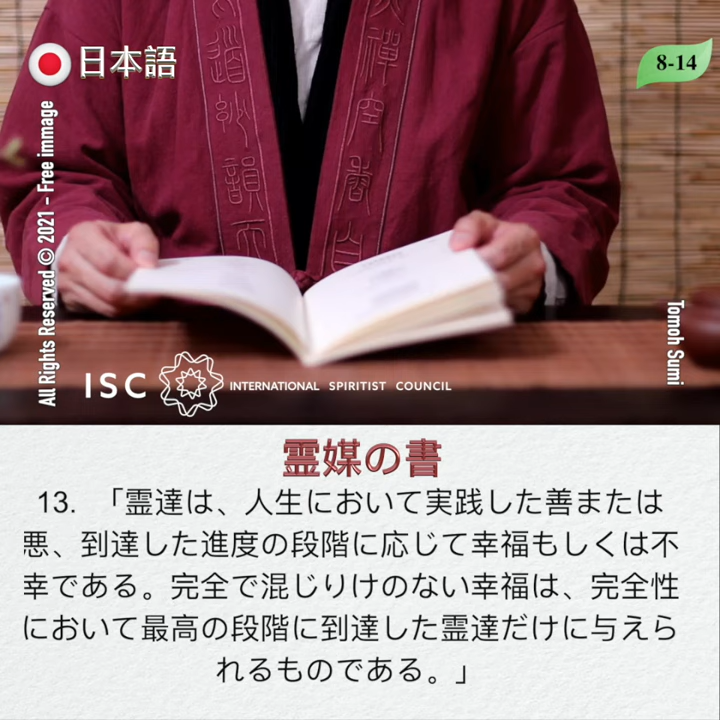 日本語
8-14
All Rights Reserved © 2021 – Free immage
Tomoh Sumi
ISC INTERNATIONAL SPIRITIST COUNCIL
霊媒の書
13. 「霊達は、人生において実践した善または
悪、到達した進度の段階に応じて幸福もしくは不
幸である。完全で混じりけのない幸福は、完全性
において最高の段階に到達した霊達だけに与えら
れるものである。」